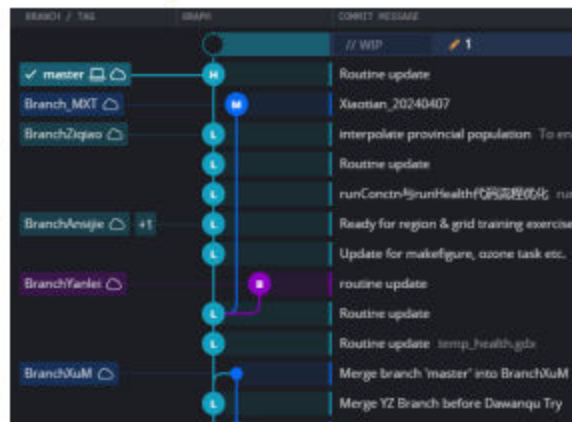 BRANCH / TAG GRAPH COMMIT MESSAGE
// WIP 1
master H Routine update
Branch_MXT M Xiaotian_20240407
BranchZiqiao L interpolate provincial population To en
L Routine update
L runConctn与runHealth代码流程优化 run
BranchAnsijie +1 L Ready for region & grid training exercise
L Update for makefigure, ozone task etc.
BranchYanlei routine update
L Routine update
L Routine update temp_health.gdx
BranchXuM Merge branch 'master' into BranchXuM
L Merge YZ Branch before Dawanqu Try